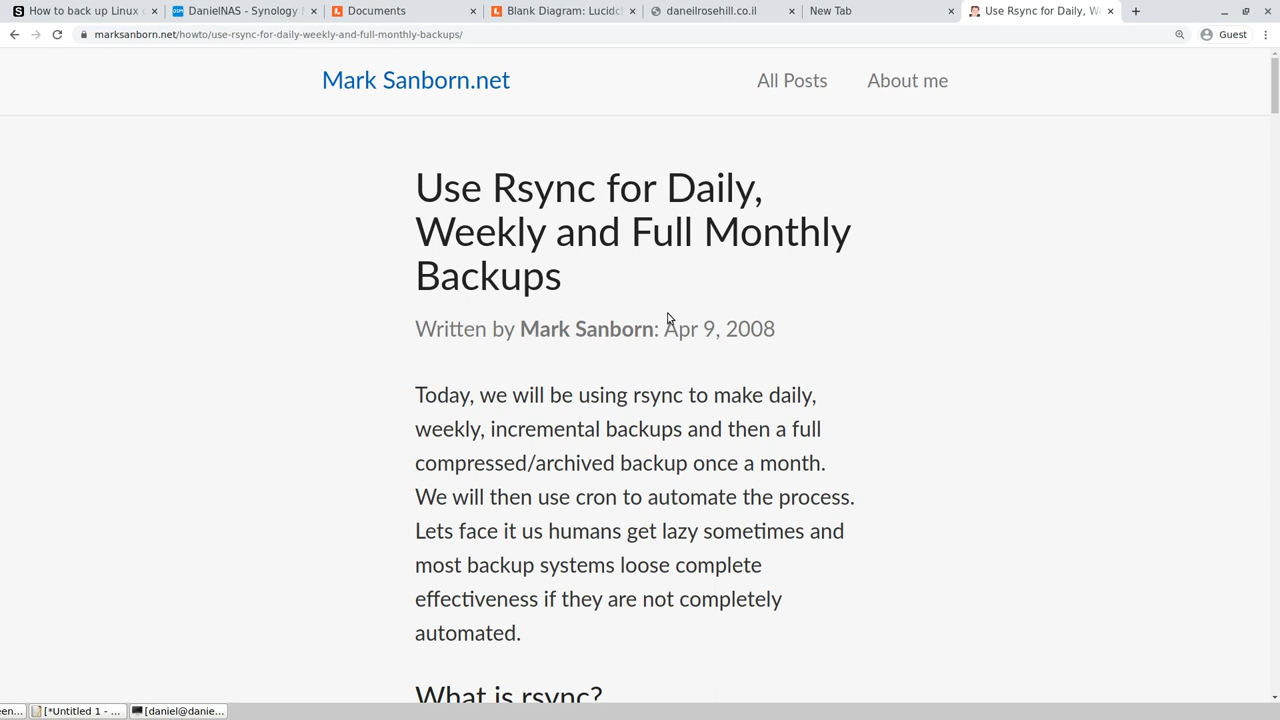 How to back up Linux
DanielNAS - Synology
Documents
Blank Diagram: Lucidc
daneilrosehill.co.il
New Tab
Use Rsync for Daily, W
marksanborn.net/howto/use-rsync-for-daily-weekly-and-full-monthly-backups/
Guest
Mark Sanborn.net
All Posts
About me
Use Rsync for Daily,
Weekly and Full Monthly
Backups
Written by Mark Sanborn: Apr 9, 2008
Today, we will be using rsync to make daily,
weekly, incremental backups and then a full
compressed/archived backup once a month.
We will then use cron to automate the process.
Lets face it us humans get lazy sometimes and
most backup systems loose complete
effectiveness if they are not completely
automated.
What is rsync?
een...
[*Untitled 1 - ...
[daniel@danie...